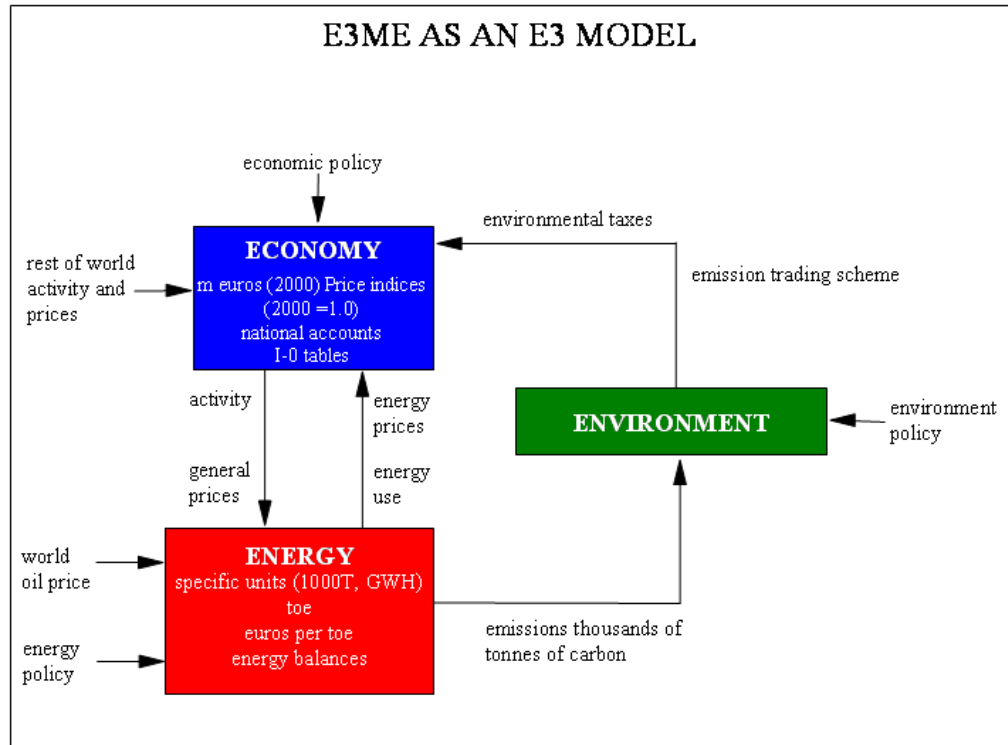 E3ME AS AN E3 MODEL
economic policy
environmental taxes
ECONOMY
m euros (2000) Price indices
(2000 =1.0)
national accounts
I-0 tables
rest of world
activity and
prices
emission trading scheme
activity
energy
prices
general
prices
energy
use
ENVIRONMENT
environment
policy
world
oil price
energy
policy
ENERGY
specific units (1000T, GWH)
toe
euros per toe
energy balances
emissions thousands of
tonnes of carbon